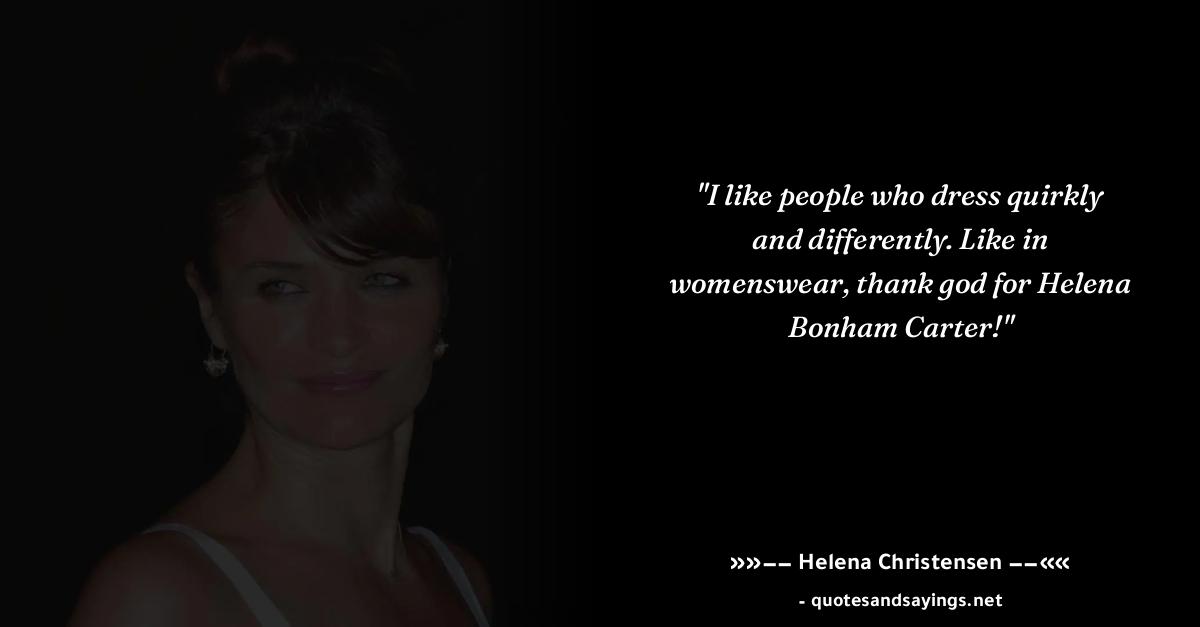 "I like people who dress quirkly
and differently. Like in
womenswear, thank god for Helena
Bonham Carter!"
»»-- Helena Christensen --««
- quotesandsayings.net